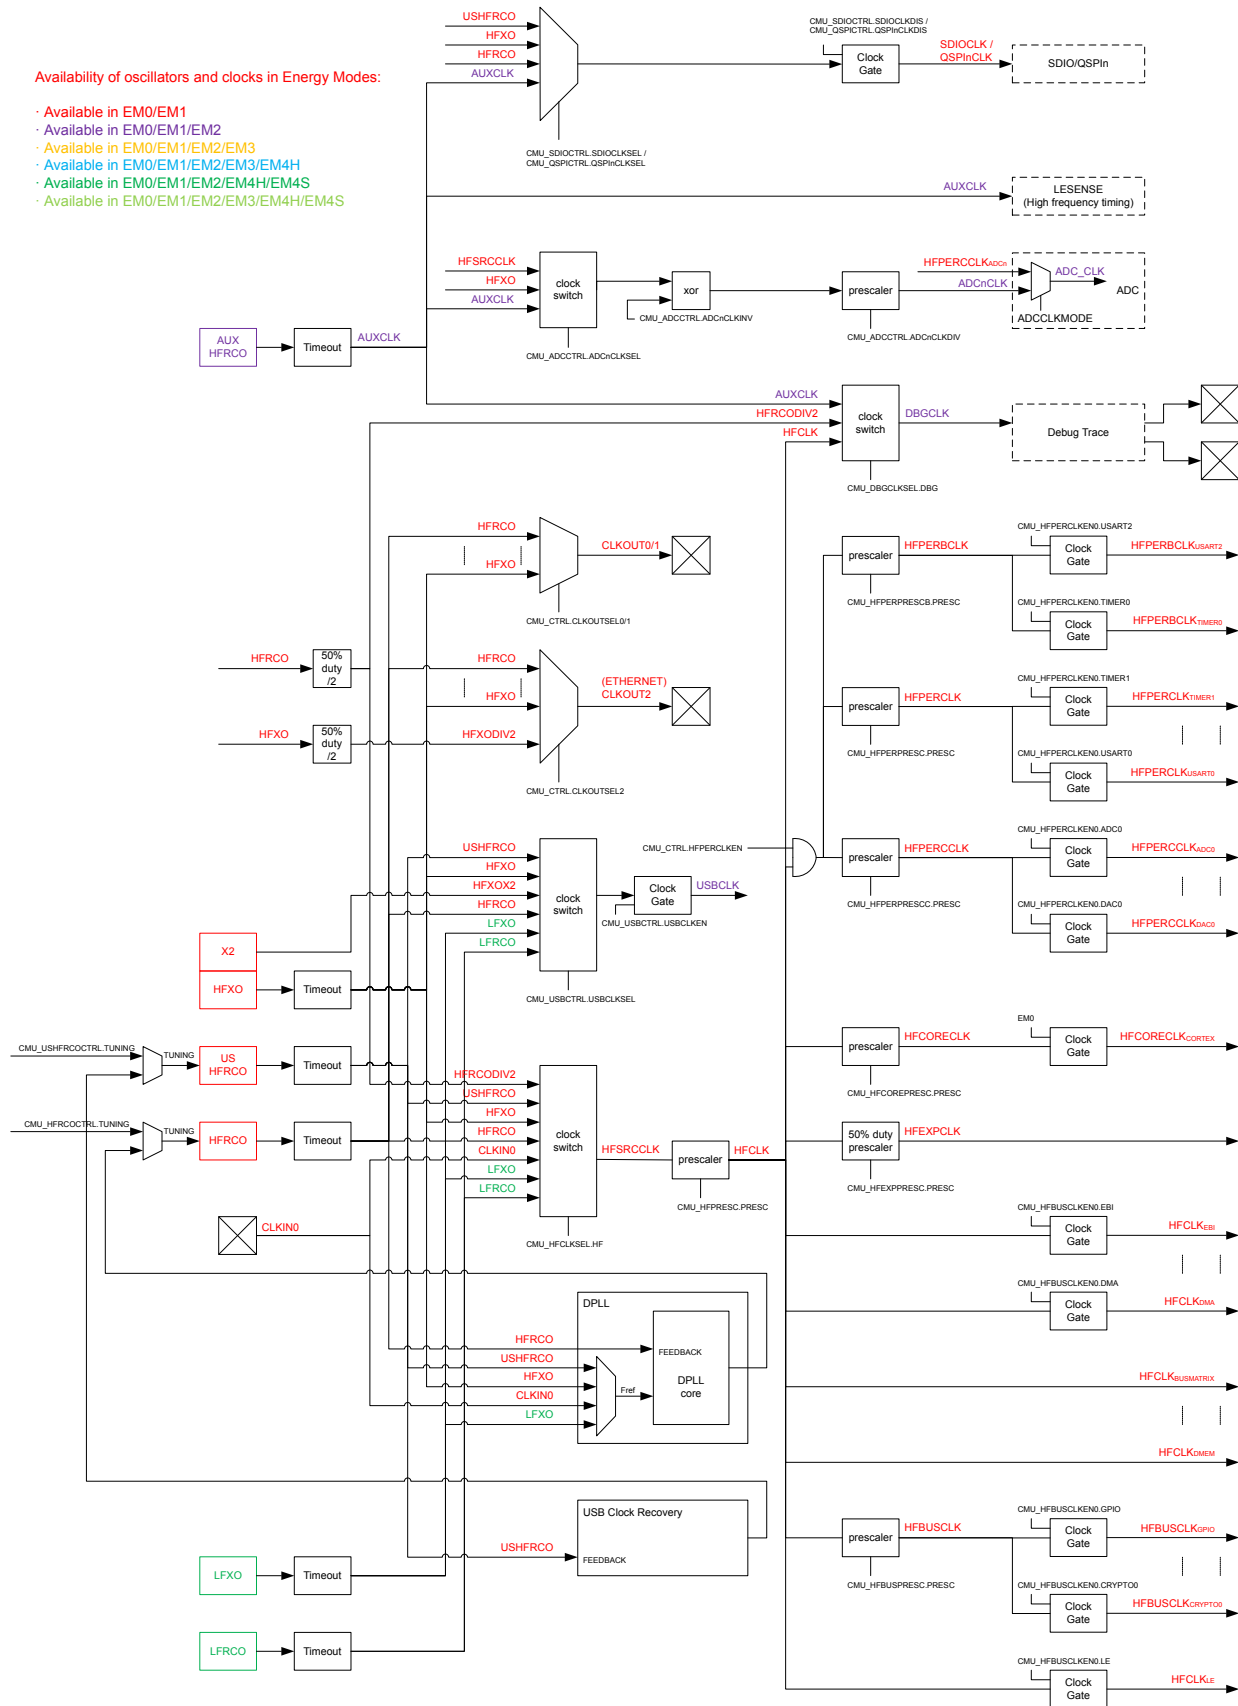 USHFRCO
HFXO
HFRCO
AUXCLK
CMU_SDIOCTRL.SDIOCLKDIS /
CMU_QSPICTRL.QSPInCLKDIS
Clock
Gate
SDIOCLK /
QSPInCLK
SDIO/QSPIn
CMU_SDIOCTRL.SDIOCLKSEL /
CMU_QSPICTRL.QSPInCLKSEL
Availability of oscillators and clocks in Energy Modes:
· Available in EM0/EM1
· Available in EM0/EM1/EM2
· Available in EM0/EM1/EM2/EM3
· Available in EM0/EM1/EM2/EM3/EM4H
· Available in EM0/EM1/EM2/EM4H/EM4S
· Available in EM0/EM1/EM2/EM3/EM4H/EM4S
AUXCLK
LESENSE
(High frequency timing)
HFSRCCLK
HFXO
AUXCLK
clock
switch
CMU_ADCCTRL.ADCnCLKSEL
xor
CMU_ADCCTRL.ADCnCLKINV
prescaler
CMU_ADCCTRL.ADCnCLKDIV
HFPERCCLKADCn
ADCnCLK
ADC_CLK
ADC
ADCCLKMODE
AUX
HFRCO
Timeout
AUXCLK
AUXCLK
HFRCODIV2
HFCLK
clock
switch
CMU_DBGCLKSEL.DBG
DBGCLK
Debug Trace
HFRCO
HFXO
CLKOUT0/1
CMU_CTRL.CLKOUTSEL0/1
HFRCO
50%
duty
/2
HFXO
50%
duty
/2
HFRCO
HFXO
HFXODIV2
(ETHERNET)
CLKOUT2
CMU_CTRL.CLKOUTSEL2
prescaler
CMU_HFPERPRESCB.PRESC
HFPERBCLK
CMU_HFPERCLKEN0.USART2
Clock
Gate
HFPERBCLKUSART2
CMU_HFPERCLKEN0.TIMER0
Clock
Gate
HFPERBCLKTIMER0
prescaler
CMU_HFPERPRESC.PRESC
HFPERCLK
CMU_HFPERCLKEN0.TIMER1
Clock
Gate
HFPERCLKTIMER1
CMU_HFPERCLKEN0.USART0
Clock
Gate
HFPERCLKUSART0
CMU_CTRL.HFPERCLKEN
prescaler
CMU_HFPERPRESCC.PRESC
HFPERCCLK
CMU_HFPERCLKEN0.ADC0
Clock
Gate
HFPERCCLKADC0
CMU_HFPERCLKEN0.DAC0
Clock
Gate
HFPERCCLKDAC0
USHFRCO
HFXO
HFXOX2
HFRCO
LFXO
LFRCO
clock
switch
CMU_USBCTRL.USBCLKSEL
Clock
Gate
CMU_USBCTRL.USBCLKEN
USBCLK
X2
HFXO
Timeout
CMU_USHFRCOCTRL.TUNING
TUNING
US
HFRCO
Timeout
CMU_HFRCOCTRL.TUNING
TUNING
HFRCO
Timeout
CLKIN0
HFRCODIV2
USHFRCO
HFXO
HFRCO
CLKIN0
LFXO
LFRCO
clock
switch
CMU_HFCLKSEL.HF
HFSRCCLK
prescaler
CMU_HFPRESC.PRESC
HFCLK
prescaler
CMU_HFCOREPRESC.PRESC
HFCORECLK
EM0
Clock
Gate
HFCORECLKCORTEX
50% duty
prescaler
CMU_HFEXPPRESC.PRESC
HFEXPCLK
CMU_HFBUSCLKEN0.EBI
Clock
Gate
HFCLKEBI
CMU_HFBUSCLKEN0.DMA
Clock
Gate
HFCLKDMA
HFCLKBUSMATRIX
HFCLKDMEM
DPLL
HFRCO
USHFRCO
HFXO
CLKIN0
LFXO
Fref
FEEDBACK
DPLL
core
USB Clock Recovery
USHFRCO
FEEDBACK
prescaler
CMU_HFBUSPRESC.PRESC
HFBUSCLK
CMU_HFBUSCLKEN0.GPIO
Clock
Gate
HFBUSCLKGPIO
CMU_HFBUSCLKEN0.CRYPTO0
Clock
Gate
HFBUSCLKCRYPTO0
LFXO
Timeout
LFRCO
Timeout
CMU_HFBUSCLKEN0.LE
Clock
Gate
HFCLKLE